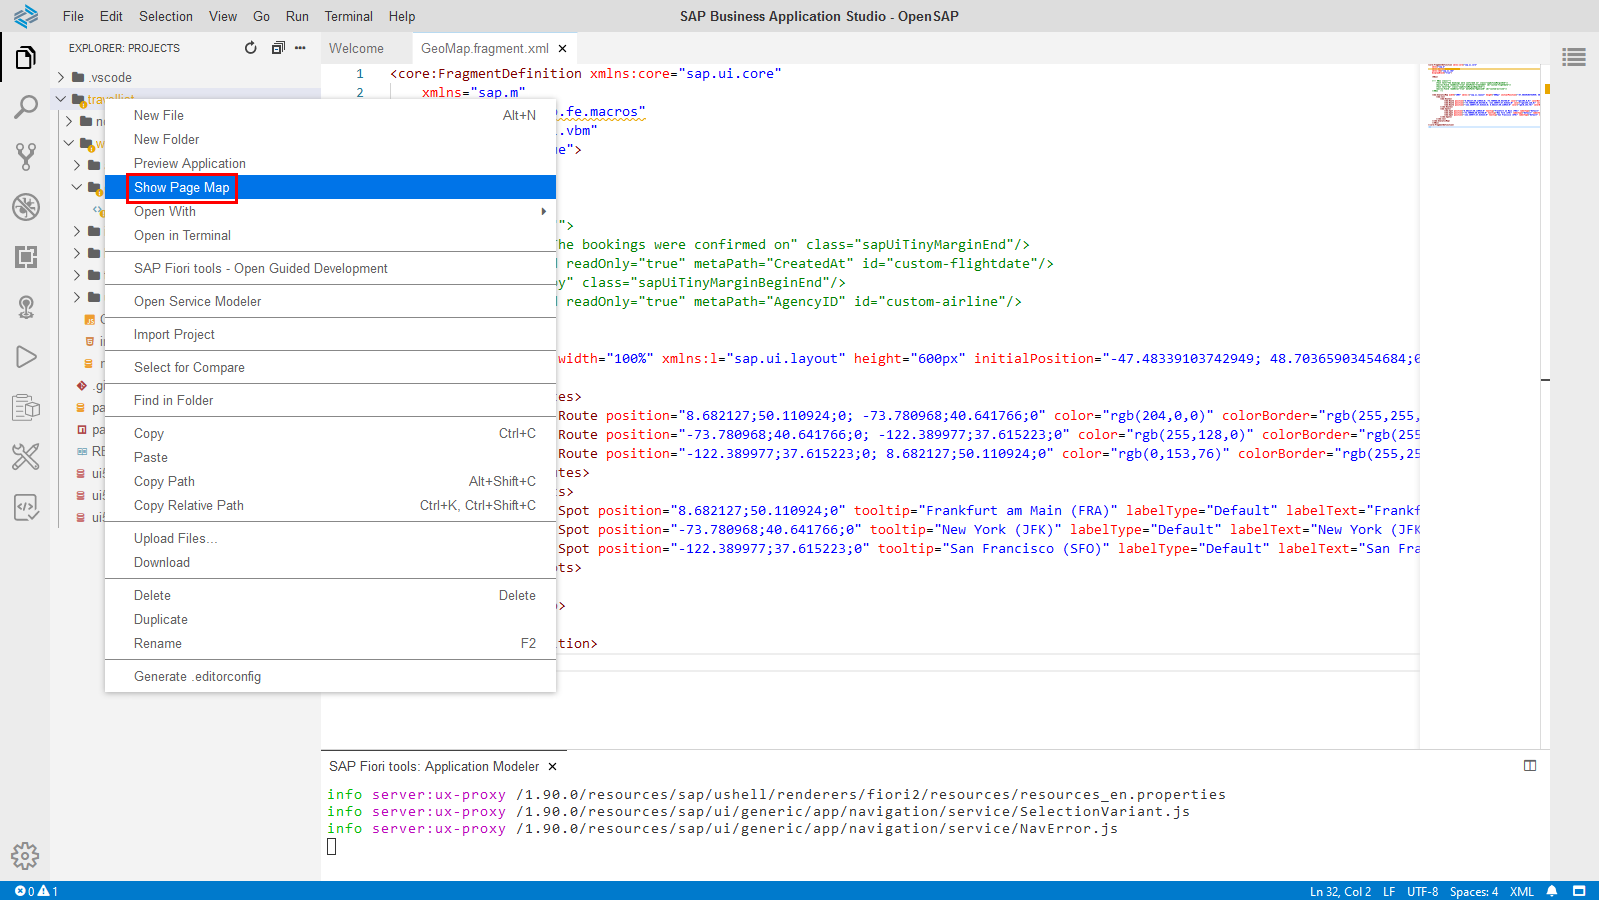 File Edit Selection View Go Run Terminal Help
SAP Business Application Studio - OpenSAP
EXPLORER: PROJECTS
Welcome
GeoMap.fragment.xml
.vscode
New File Alt+N
New Folder
Preview Application
Show Page Map
Open With
Open in Terminal
SAP Fiori tools - Open Guided Development
Open Service Modeler
Import Project
Select for Compare
Find in Folder
Copy Ctrl+C
Paste
Copy Path Alt+Shift+C
Copy Relative Path Ctrl+K, Ctrl+Shift+C
Upload Files...
Download
Delete Delete
Duplicate
Rename F2
Generate .editorconfig
1 <core:FragmentDefinition xmlns:core="sap.ui.core"
2 xmlns="sap.m"
.fe.macros"
.vbm"
ue">
">
The bookings were confirmed on" class="sapUiTinyMarginEnd"/>
d readOnly="true" metaPath="CreatedAt" id="custom-flightdate"/>
by" class="sapUiTinyMarginBeginEnd"/>
d readOnly="true" metaPath="AgencyID" id="custom-airline"/>
width="100%" xmlns:l="sap.ui.layout" height="600px" initialPosition="-47.48339103742949; 48.70365903454684;0
tes>
Route position="8.682127;50.110924;0; -73.780968;40.641766;0" color="rgb(204,0,0)" colorBorder="rgb(255,255,
Route position="-73.780968;40.641766;0; -122.389977;37.615223;0" color="rgb(255,128,0)" colorBorder="rgb(255
Route position="-122.389977;37.615223;0; 8.682127;50.110924;0" color="rgb(0,153,76)" colorBorder="rgb(255,25
utes>
ts>
Spot position="8.682127;50.110924;0" tooltip="Frankfurt am Main (FRA)" labelType="Default" labelText="Frankf
Spot position="-73.780968;40.641766;0" tooltip="New York (JFK)" labelType="Default" labelText="New York (JFK
Spot position="-122.389977;37.615223;0" tooltip="San Francisco (SFO)" labelType="Default" labelText="San Fra
ots>
>
tion>
SAP Fiori tools: Application Modeler
info server:ux-proxy /1.90.0/resources/sap/ushell/renderers/fiori2/resources/resources_en.properties
info server:ux-proxy /1.90.0/resources/sap/ui/generic/app/navigation/service/SelectionVariant.js
info server:ux-proxy /1.90.0/resources/sap/ui/generic/app/navigation/service/NavError.js
0 1
Ln 32, Col 2 LF UTF-8 Spaces: 4 XML